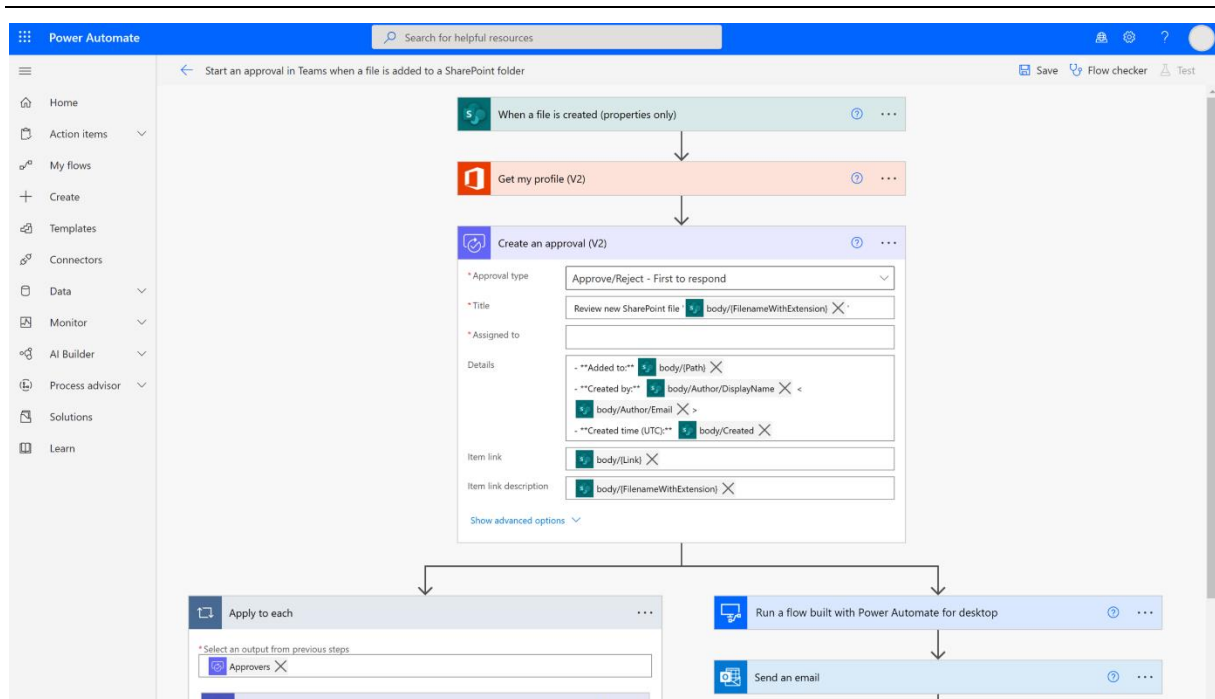 Power Automate
Search for helpful resources
?
Start an approval in Teams when a file is added to a SharePoint folder
Save Flow checker Test
Home
Action items
My flows
Create
Templates
Connectors
Data
Monitor
AI Builder
Process advisor
Solutions
Learn
When a file is created (properties only)
Get my profile (V2)
Create an approval (V2)
* Approval type Approve/Reject - First to respond
* Title Review new SharePoint file ' body/{FilenameWithExtension} '
* Assigned to
Details - **Added to:** body/{Path}
- **Created by:** body/Author/DisplayName <
body/Author/Email >
- **Created time (UTC):** body/Created
Item link body/{Link}
Item link description body/{FilenameWithExtension}
Show advanced options
Apply to each
* Select an output from previous steps
Approvers
Run a flow built with Power Automate for desktop
Send an email